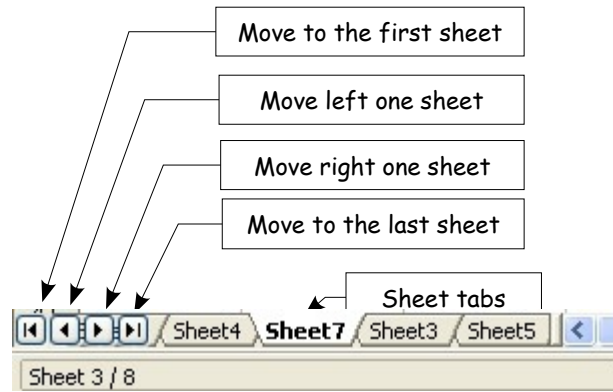 Move to the first sheet
Move left one sheet
Move right one sheet
Move to the last sheet
Sheet tabs
Sheet4 Sheet7 Sheet3 Sheet5
Sheet 3 / 8